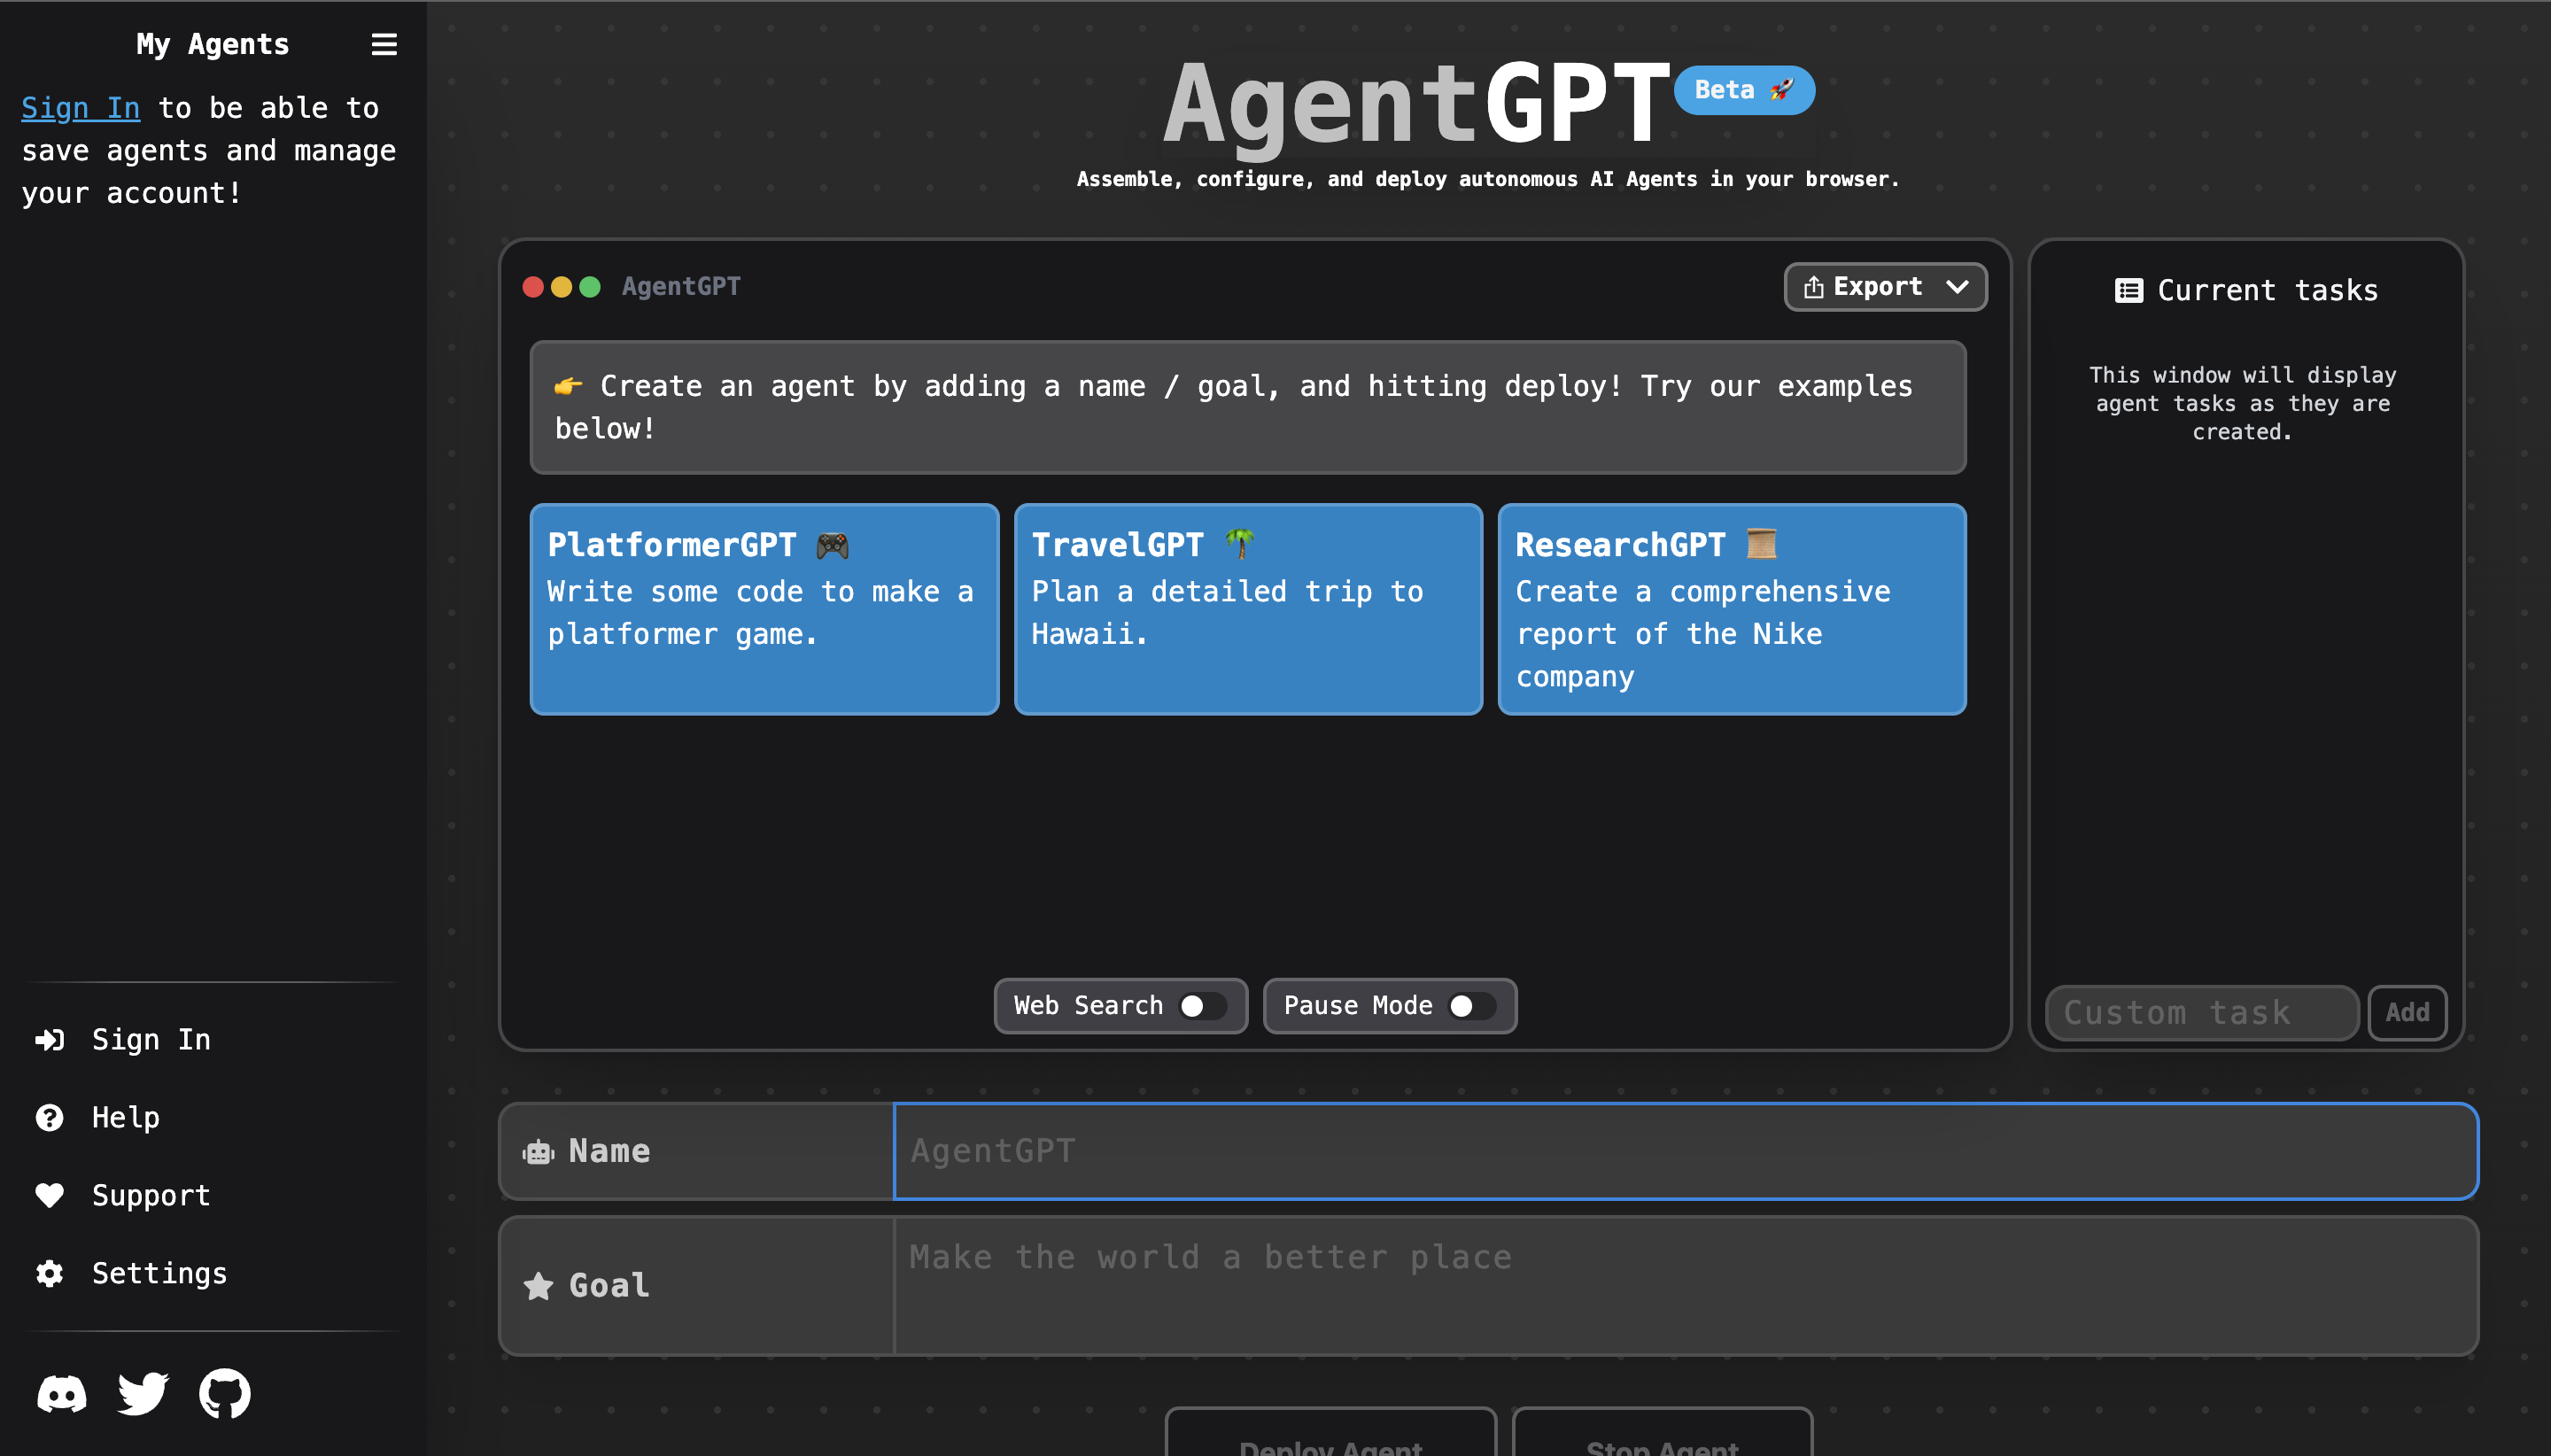 My Agents
Sign In to be able to
save agents and manage
your account!
Sign In
Help
Support
Settings
AgentGPT
Beta 🚀
Assemble, configure, and deploy autonomous AI Agents in your browser.
AgentGPT
Export
👉 Create an agent by adding a name / goal, and hitting deploy! Try our examples
below!
PlatformerGPT 🎮
Write some code to make a
platformer game.
TravelGPT 🌴
Plan a detailed trip to
Hawaii.
ResearchGPT 📜
Create a comprehensive
report of the Nike
company
Web Search
Pause Mode
Current tasks
This window will display
agent tasks as they are
created.
Custom task
Add
Name
AgentGPT
Goal
Make the world a better place
Deploy Agent
Stop Agent